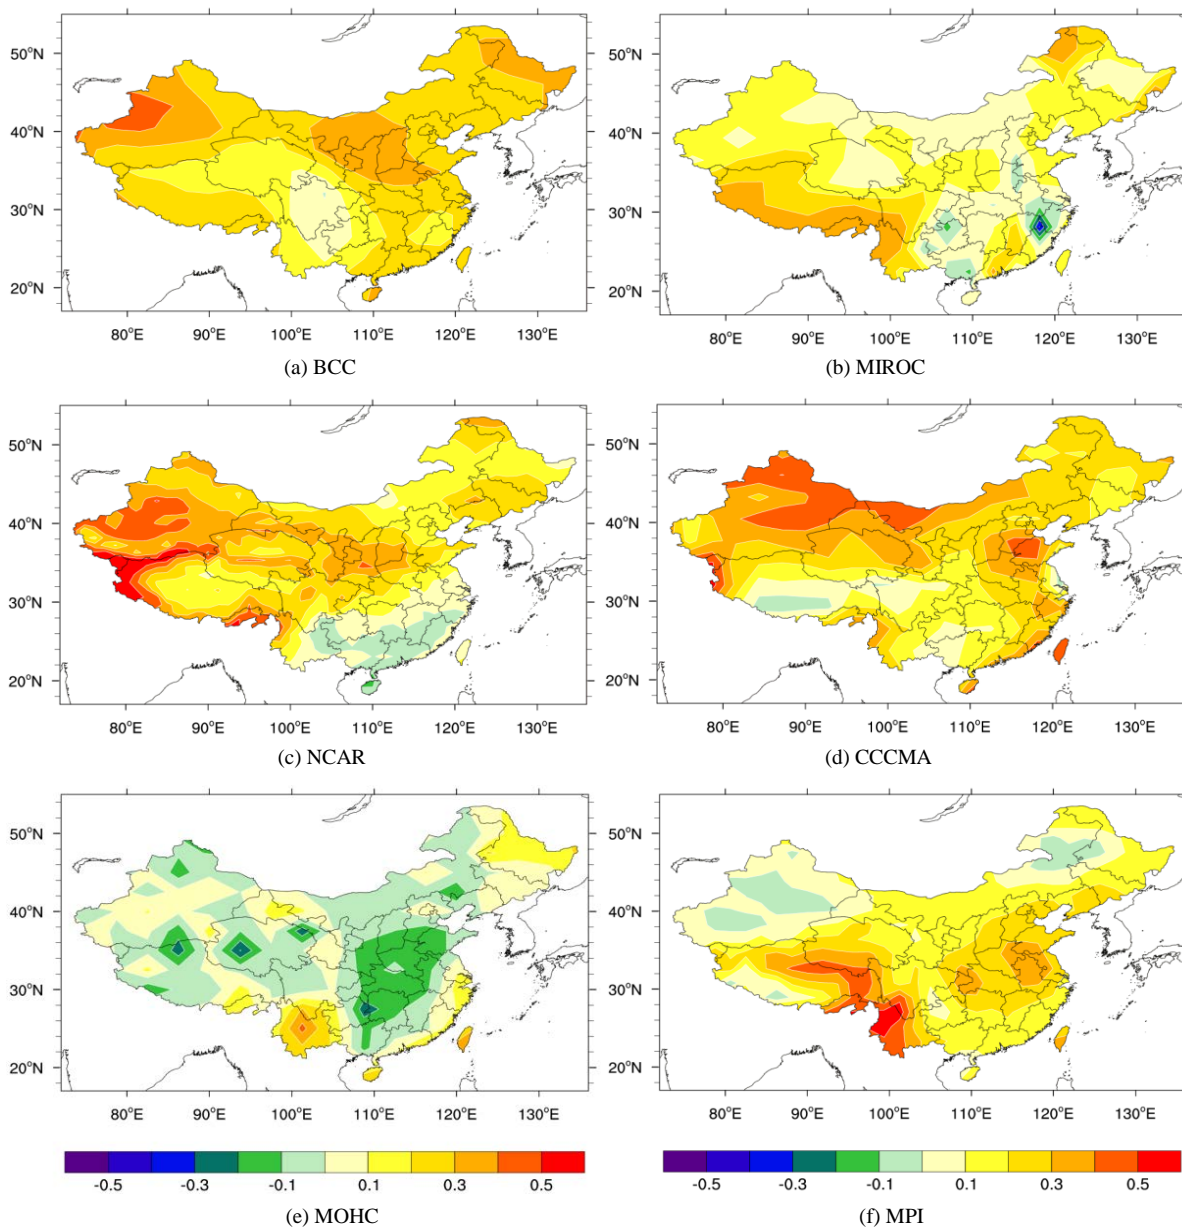 50°N 50°N
40°N 40°N
30°N 30°N
20°N 20°N
80°E 90°E 100°E 110°E 120°E 130°E 80°E 90°E 100°E 110°E 120°E 130°E
(a) BCC (b) MIROC
50°N 50°N
40°N 40°N
30°N 30°N
20°N 20°N
80°E 90°E 100°E 110°E 120°E 130°E 80°E 90°E 100°E 110°E 120°E 130°E
(c) NCAR (d) CCCMA
50°N 50°N
40°N 40°N
30°N 30°N
20°N 20°N
80°E 90°E 100°E 110°E 120°E 130°E 80°E 90°E 100°E 110°E 120°E 130°E
-0.5 -0.3 -0.1 0.1 0.3 0.5 -0.5 -0.3 -0.1 0.1 0.3 0.5
(e) MOHC (f) MPI